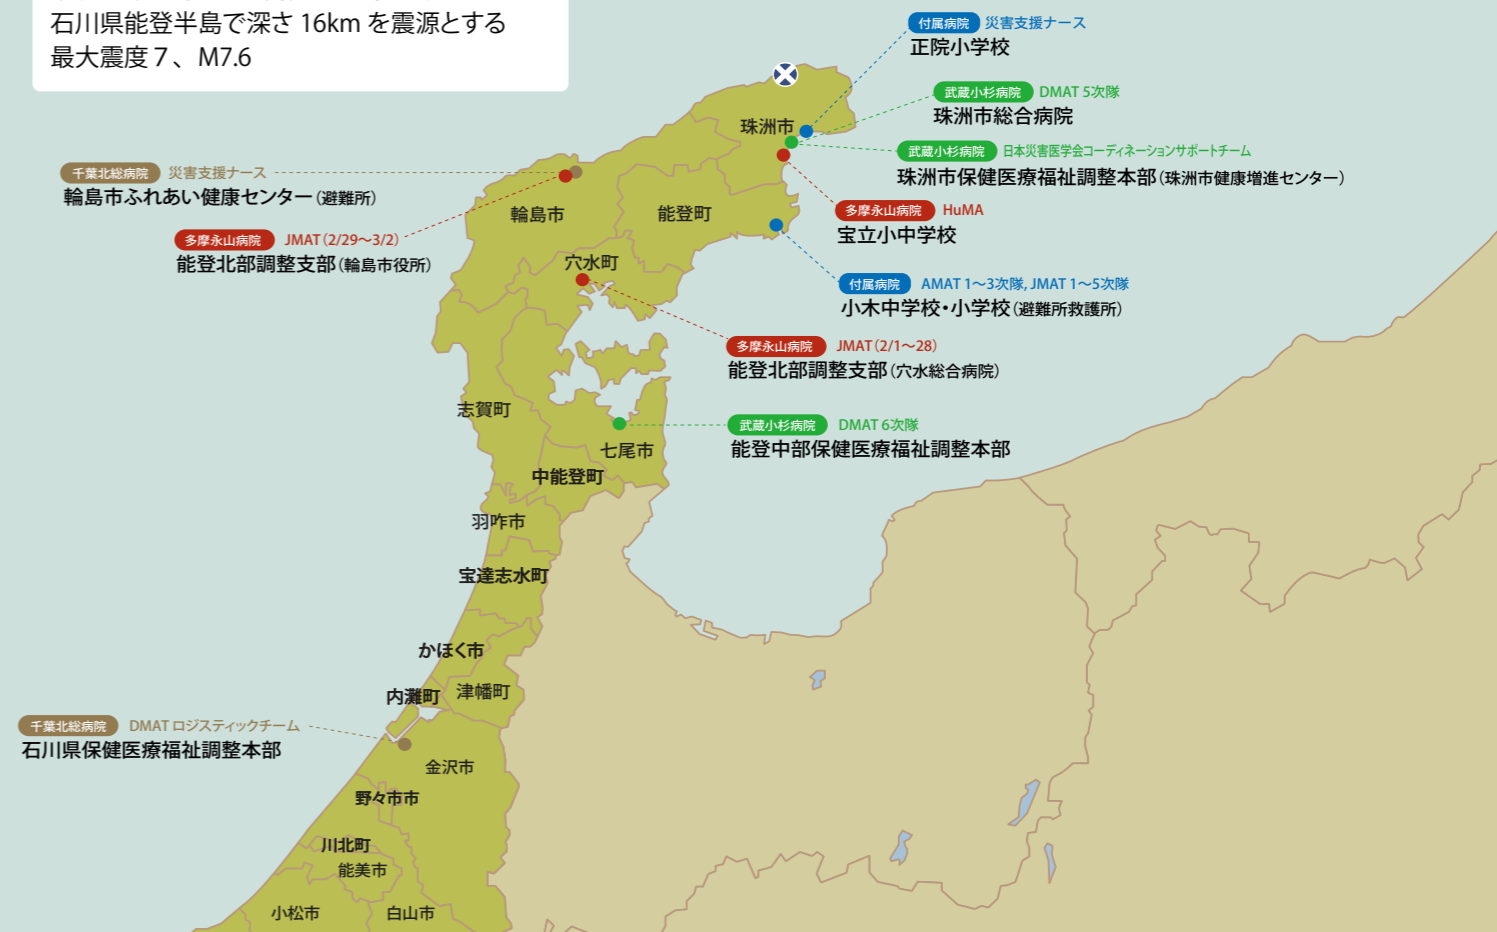 石川県能登半島で深さ 16km を震源とする
最大震度７、M7.6
付属病院 災害支援ナース
正院小学校
武蔵小杉病院 DMAT 5次隊
珠洲市総合病院
武蔵小杉病院 日本災害医学会コーディネーションサポートチーム
珠洲市保健医療福祉調整本部（珠洲市健康増進センター）
多摩永山病院 HuMA
宝立小中学校
付属病院 AMAT 1〜3次隊, JMAT 1〜5次隊
小木中学校・小学校（避難所救護所）
多摩永山病院 JMAT（2/1〜28）
能登北部調整支部（穴水総合病院）
武蔵小杉病院 DMAT 6次隊
能登中部保健医療福祉調整本部
千葉北総病院 災害支援ナース
輪島市ふれあい健康センター（避難所）
多摩永山病院 JMAT（2/29〜3/2）
能登北部調整支部（輪島市役所）
千葉北総病院 DMAT ロジスティックチーム
石川県保健医療福祉調整本部
珠洲市
輪島市
能登町
穴水町
志賀町
七尾市
中能登町
羽咋市
宝達志水町
かほく市
内灘町
津幡町
金沢市
野々市市
川北町
能美市
小松市
白山市